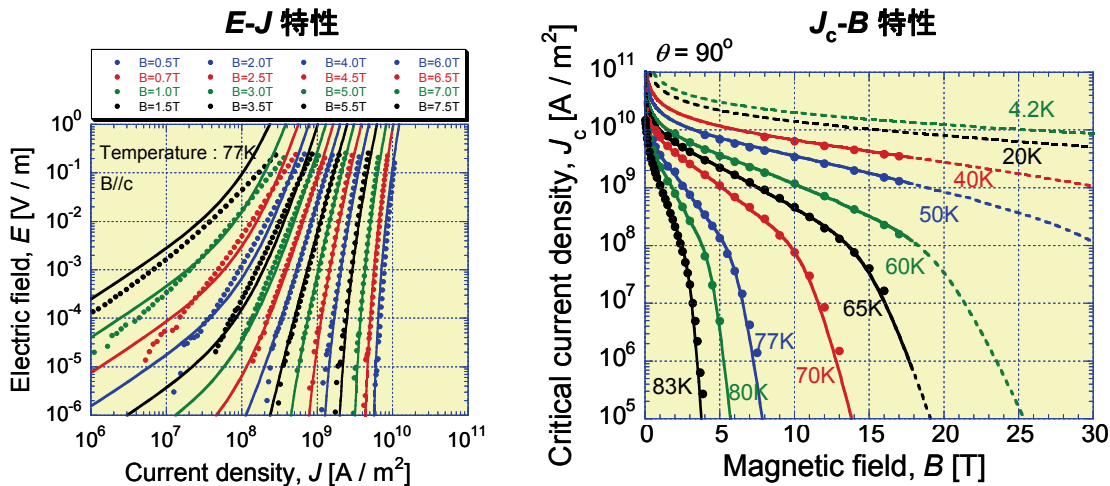 E-J 特性
B=0.5T B=2.0T B=4.0T B=6.0T
B=0.7T B=2.5T B=4.5T B=6.5T
B=1.0T B=3.0T B=5.0T B=7.0T
B=1.5T B=3.5T B=5.5T B=7.5T
Electric field, E [V / m]
10⁰
10⁻¹
10⁻²
10⁻³
10⁻⁴
10⁻⁵
10⁻⁶
Temperature : 77K
B//c
10⁶ 10⁷ 10⁸ 10⁹ 10¹⁰ 10¹¹
Current density, J [A / m²]
Jc-B 特性
θ = 90°
Critical current density, Jc [A / m²]
10¹¹
10¹⁰
10⁹
10⁸
10⁷
10⁶
10⁵
4.2K
20K
40K
50K
60K
65K
77K
70K
83K
80K
0 5 10 15 20 25 30
Magnetic field, B [T]